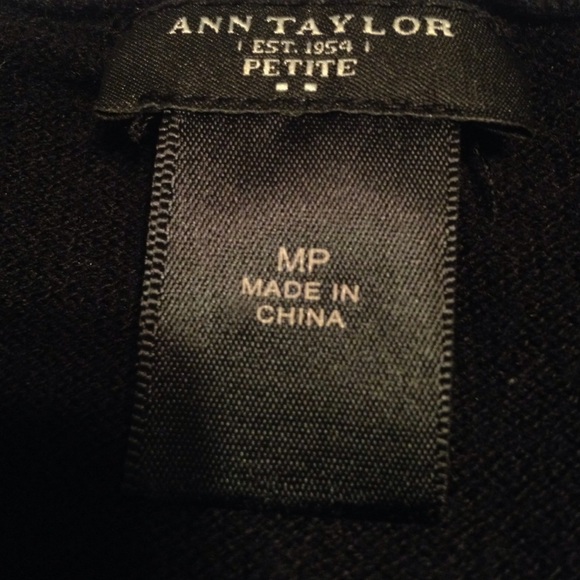 ANN TAYLOR
EST. 1954
PETITE
MP
MADE IN
CHINA